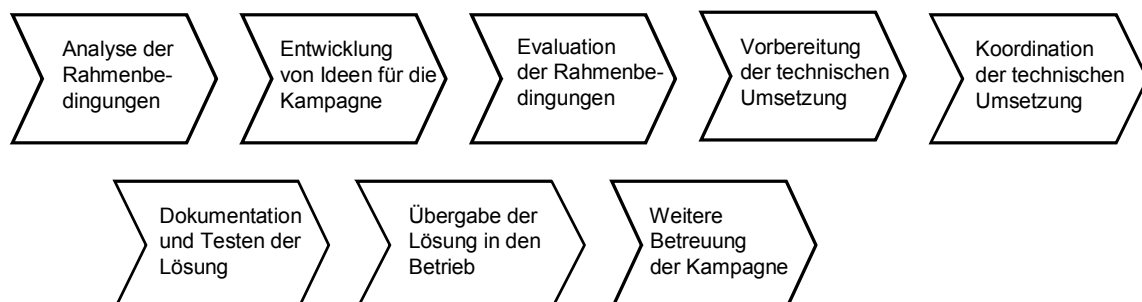 Analyse der
Rahmenbe-
dingungen
Entwicklung
von Ideen für die
Kampagne
Evaluation
der Rahmenbe-
dingungen
Vorbereitung
der technischen
Umsetzung
Koordination
der technischen
Umsetzung
Dokumentation
und Testen der
Lösung
Übergabe der
Lösung in den
Betrieb
Weitere
Betreuung
der Kampagne